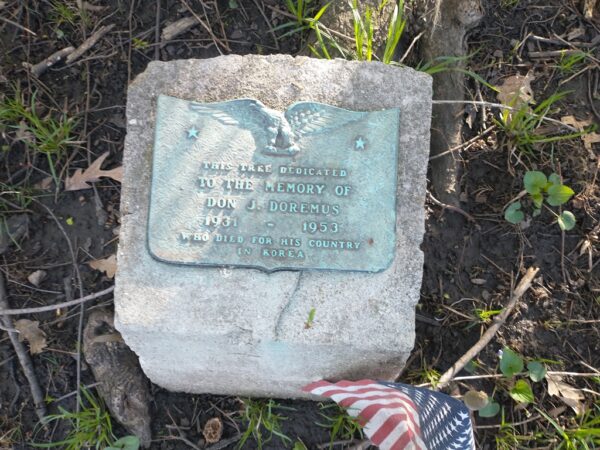 THIS TREE DEDICATED
TO THE MEMORY OF
DON J. DOREMUS
1931 - 1953
WHO DIED FOR HIS COUNTRY
IN KOREA